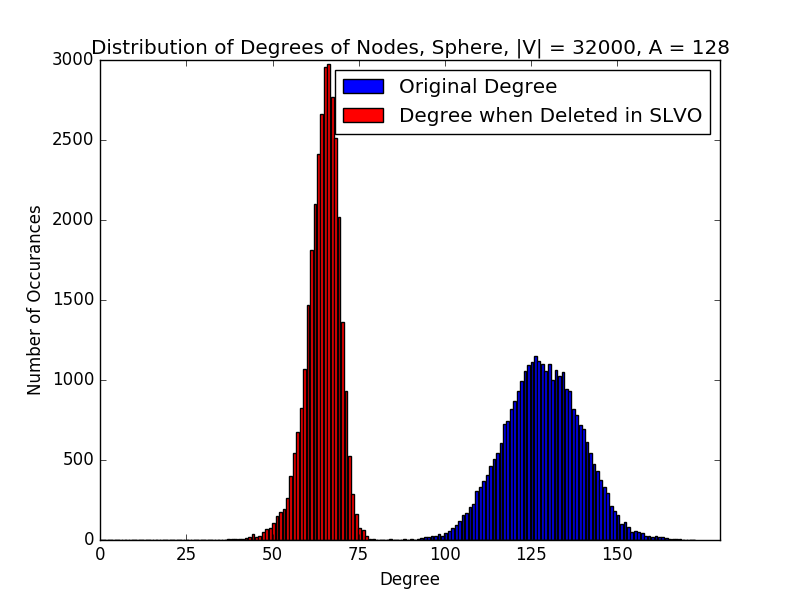 Distribution of Degrees of Nodes, Sphere, |V| = 32000, A = 128
3000
2500
2000
1500
1000
500
0
Number of Occurances
Original Degree
Degree when Deleted in SLVO
0 25 50 75 100 125 150
Degree